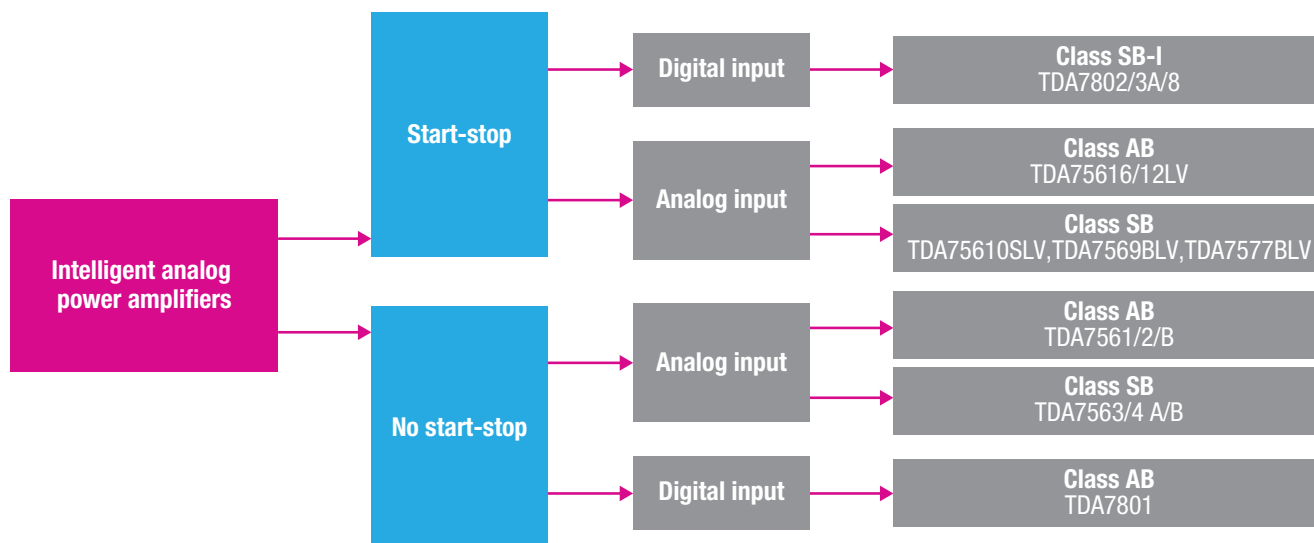 Intelligent analog
power amplifiers
Start-stop
Digital input
Class SB-I
TDA7802/3A/8
Analog input
Class AB
TDA75616/12LV
Class SB
TDA75610SLV,TDA7569BLV,TDA7577BLV
No start-stop
Analog input
Class AB
TDA7561/2/B
Class SB
TDA7563/4 A/B
Digital input
Class AB
TDA7801